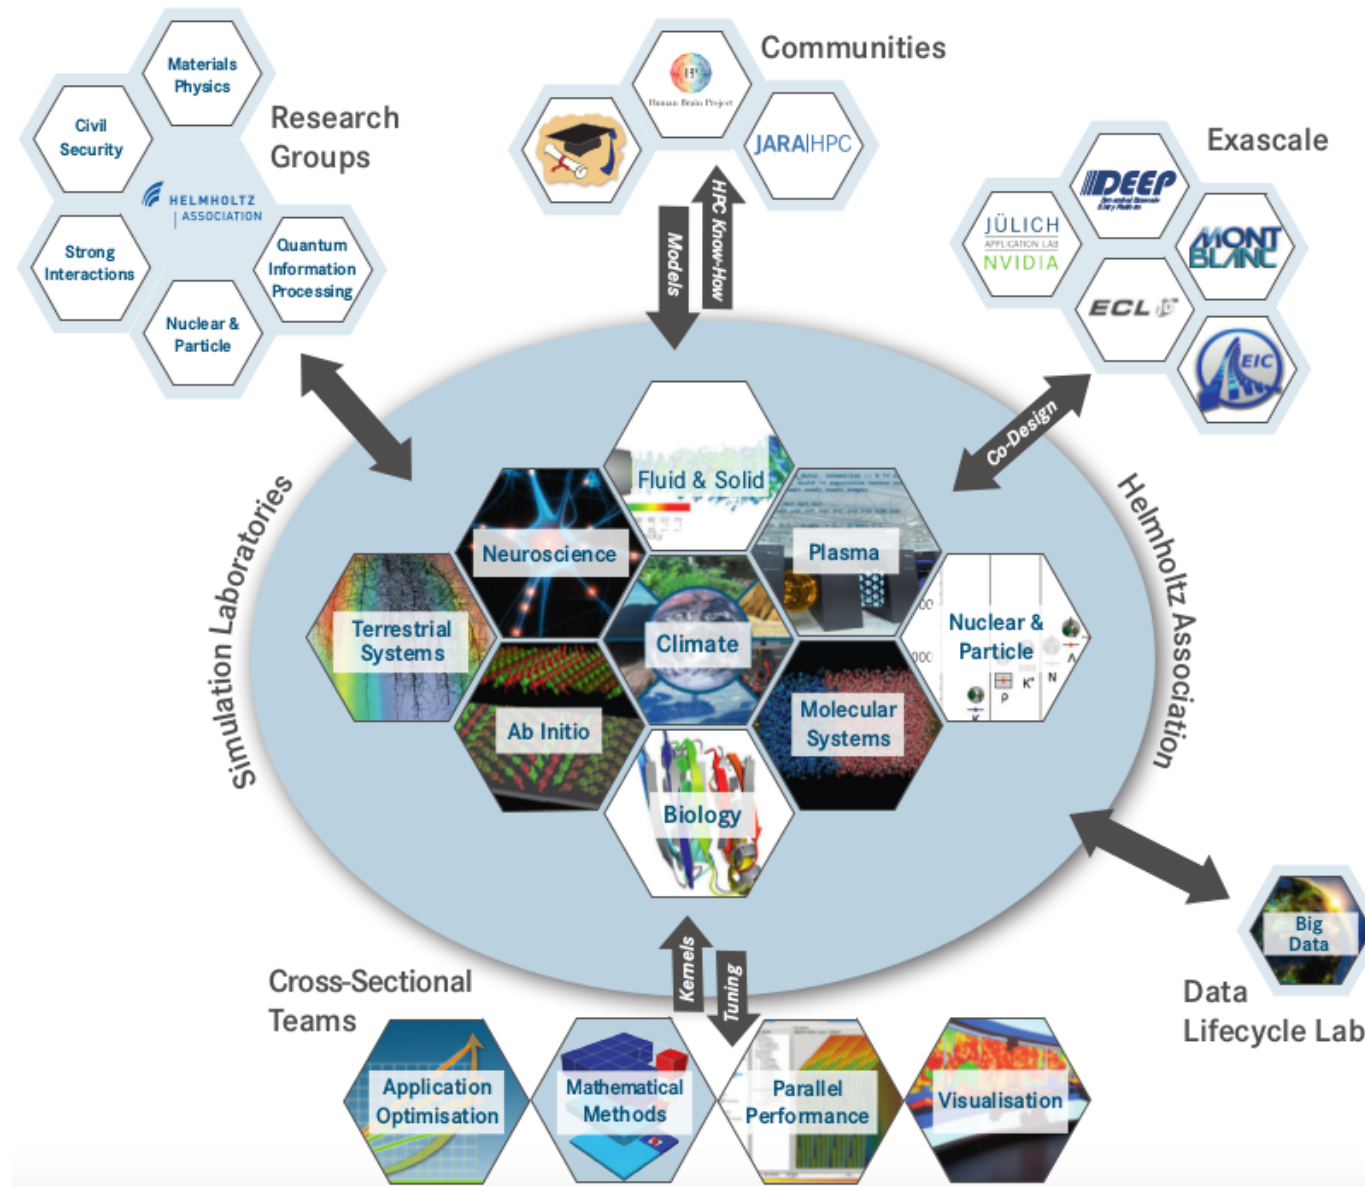 Materials
Physics
Civil
Security
Research
Groups
HELMHOLTZ
ASSOCIATION
Strong
Interactions
Quantum
Information
Processing
Nuclear &
Particle
Communities
Human Brain Project
JARA|HPC
Models
HPC Know-How
Exascale
DEEP
JÜLICH
APPLICATION LAB
NVIDIA
MONT
BLANC
ECL
EIC
Co-Design
Simulation Laboratories
Helmholtz Association
Fluid & Solid
Neuroscience
Plasma
Terrestrial
Systems
Climate
Nuclear &
Particle
K*
N
Λ
ρ
K
Ab Initio
Molecular
Systems
Biology
Kernels
Tuning
Big
Data
Data
Lifecycle Lab
Cross-Sectional
Teams
Application
Optimisation
Mathematical
Methods
Parallel
Performance
Visualisation